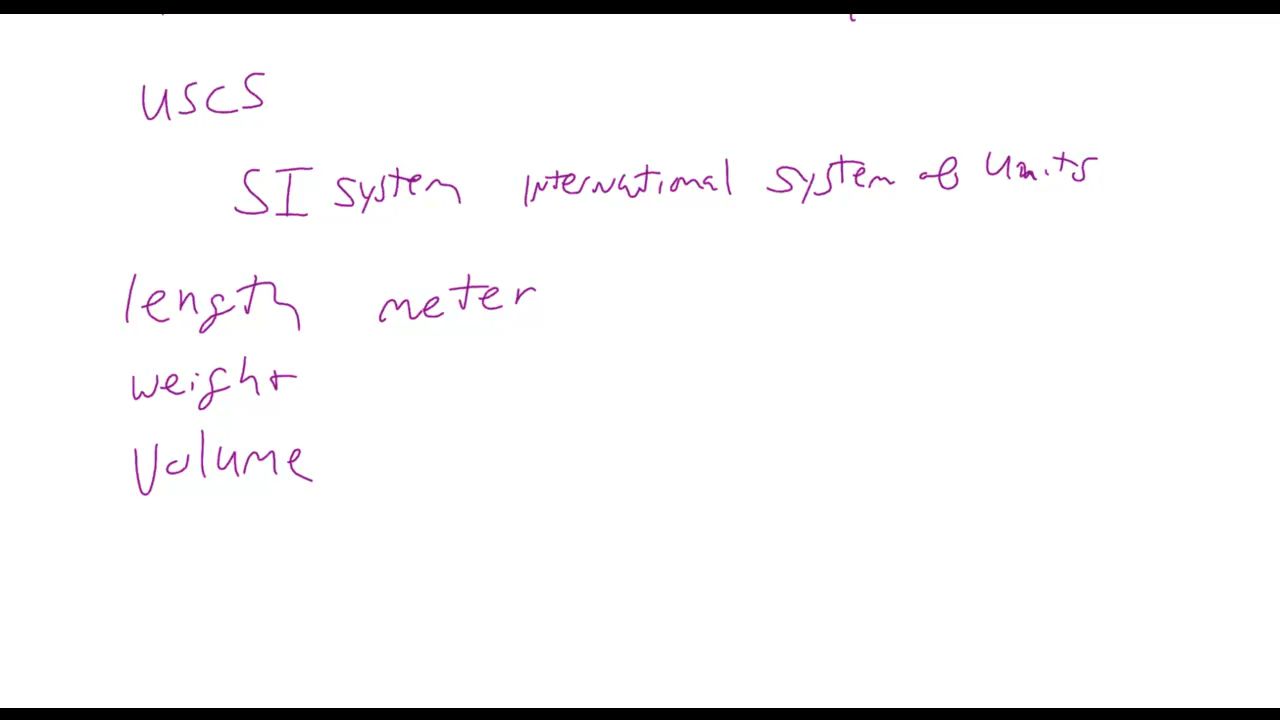 USCS
SI system International system of Units
length meter
weight
Volume